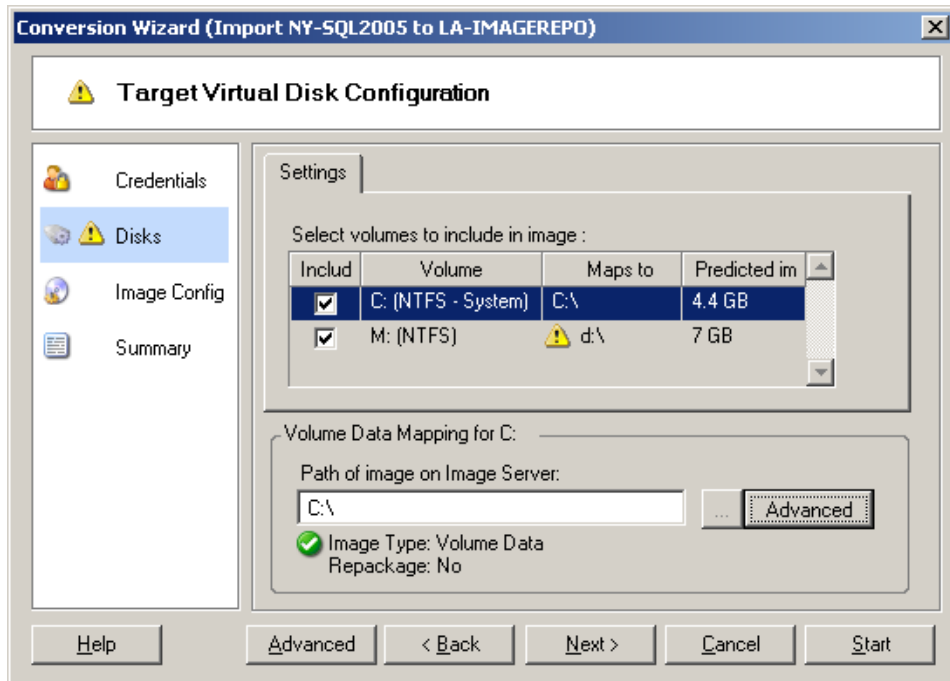 Conversion Wizard (Import NY-SQL2005 to LA-IMAGEREPO)
Target Virtual Disk Configuration
Credentials
Disks
Image Config
Summary
Settings
Select volumes to include in image :
Includ Volume Maps to Predicted im
C: (NTFS - System) C:\ 4.4 GB
M: (NTFS) d:\ 7 GB
Volume Data Mapping for C:
Path of image on Image Server:
C:\ ... Advanced
Image Type: Volume Data
Repackage: No
Help Advanced < Back Next > Cancel Start